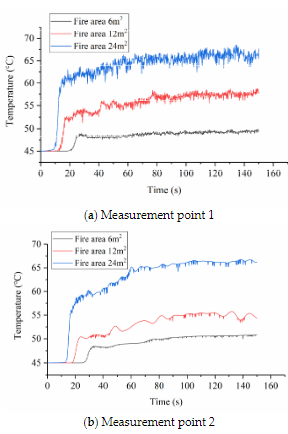 Fire area 6m²
Fire area 12m²
Fire area 24m²
Temperature (°C)
70
65
60
55
50
45
0 20 40 60 80 100 120 140 160
Time (s)
(a) Measurement point 1
Fire area 6m²
Fire area 12m²
Fire area 24m²
Temperature (°C)
70
65
60
55
50
45
0 20 40 60 80 100 120 140 160
Time (s)
(b) Measurement point 2